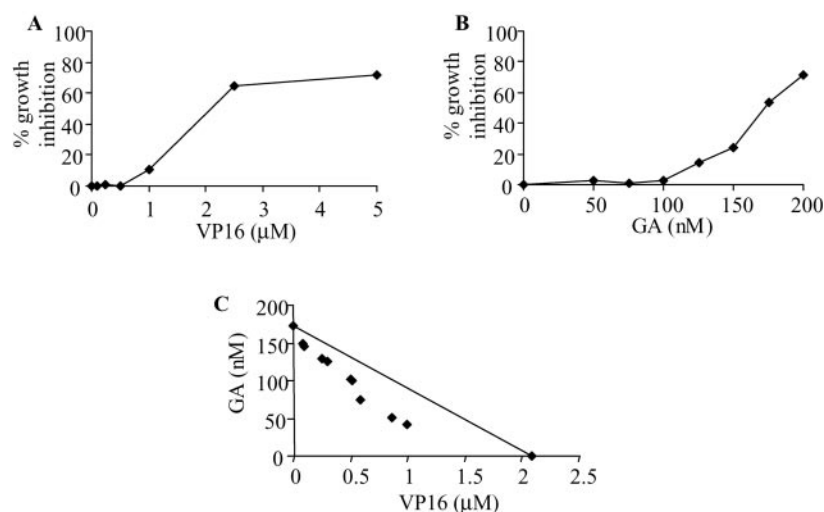 A
% growth
inhibition
100
80
60
40
20
0
0 1 2 3 4 5
VP16 (μM)
B
% growth
inhibition
100
80
60
40
20
0
0 50 100 150 200
GA (nM)
C
GA (nM)
200
150
100
50
0
0 0.5 1 1.5 2 2.5
VP16 (μM)